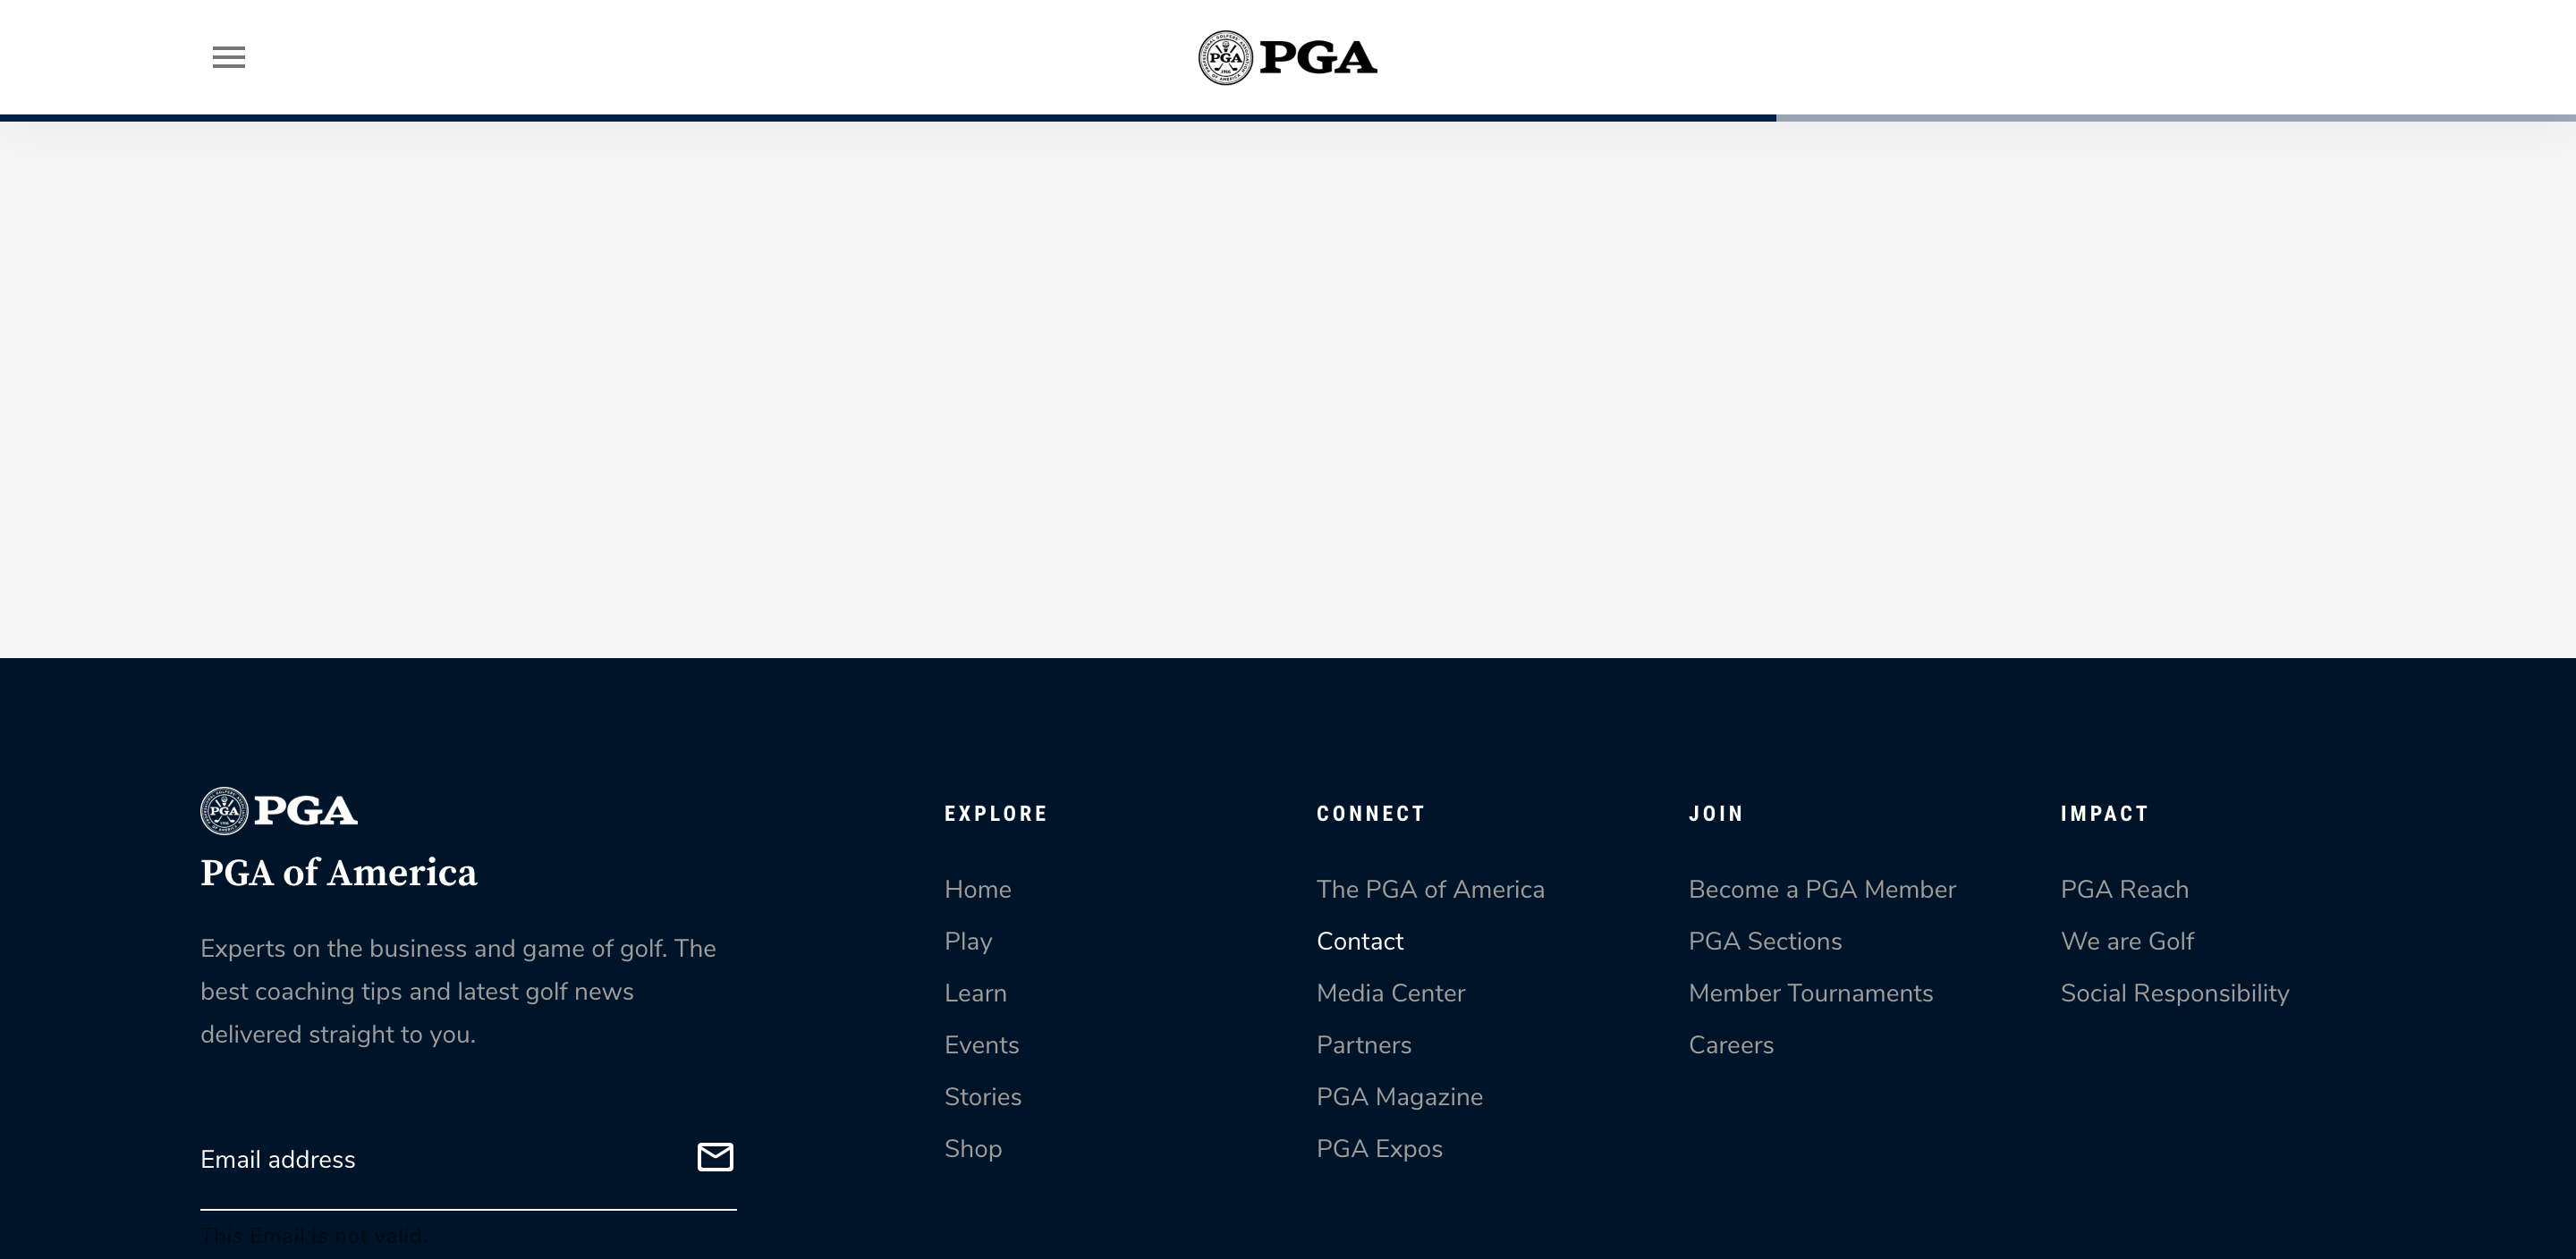 PGA
PGA
PGA
PGA
PGA of America
Experts on the business and game of golf. The
best coaching tips and latest golf news
delivered straight to you.
Email address
This Email is not valid.
EXPLORE
Home
Play
Learn
Events
Stories
Shop
CONNECT
The PGA of America
Contact
Media Center
Partners
PGA Magazine
PGA Expos
JOIN
Become a PGA Member
PGA Sections
Member Tournaments
Careers
IMPACT
PGA Reach
We are Golf
Social Responsibility